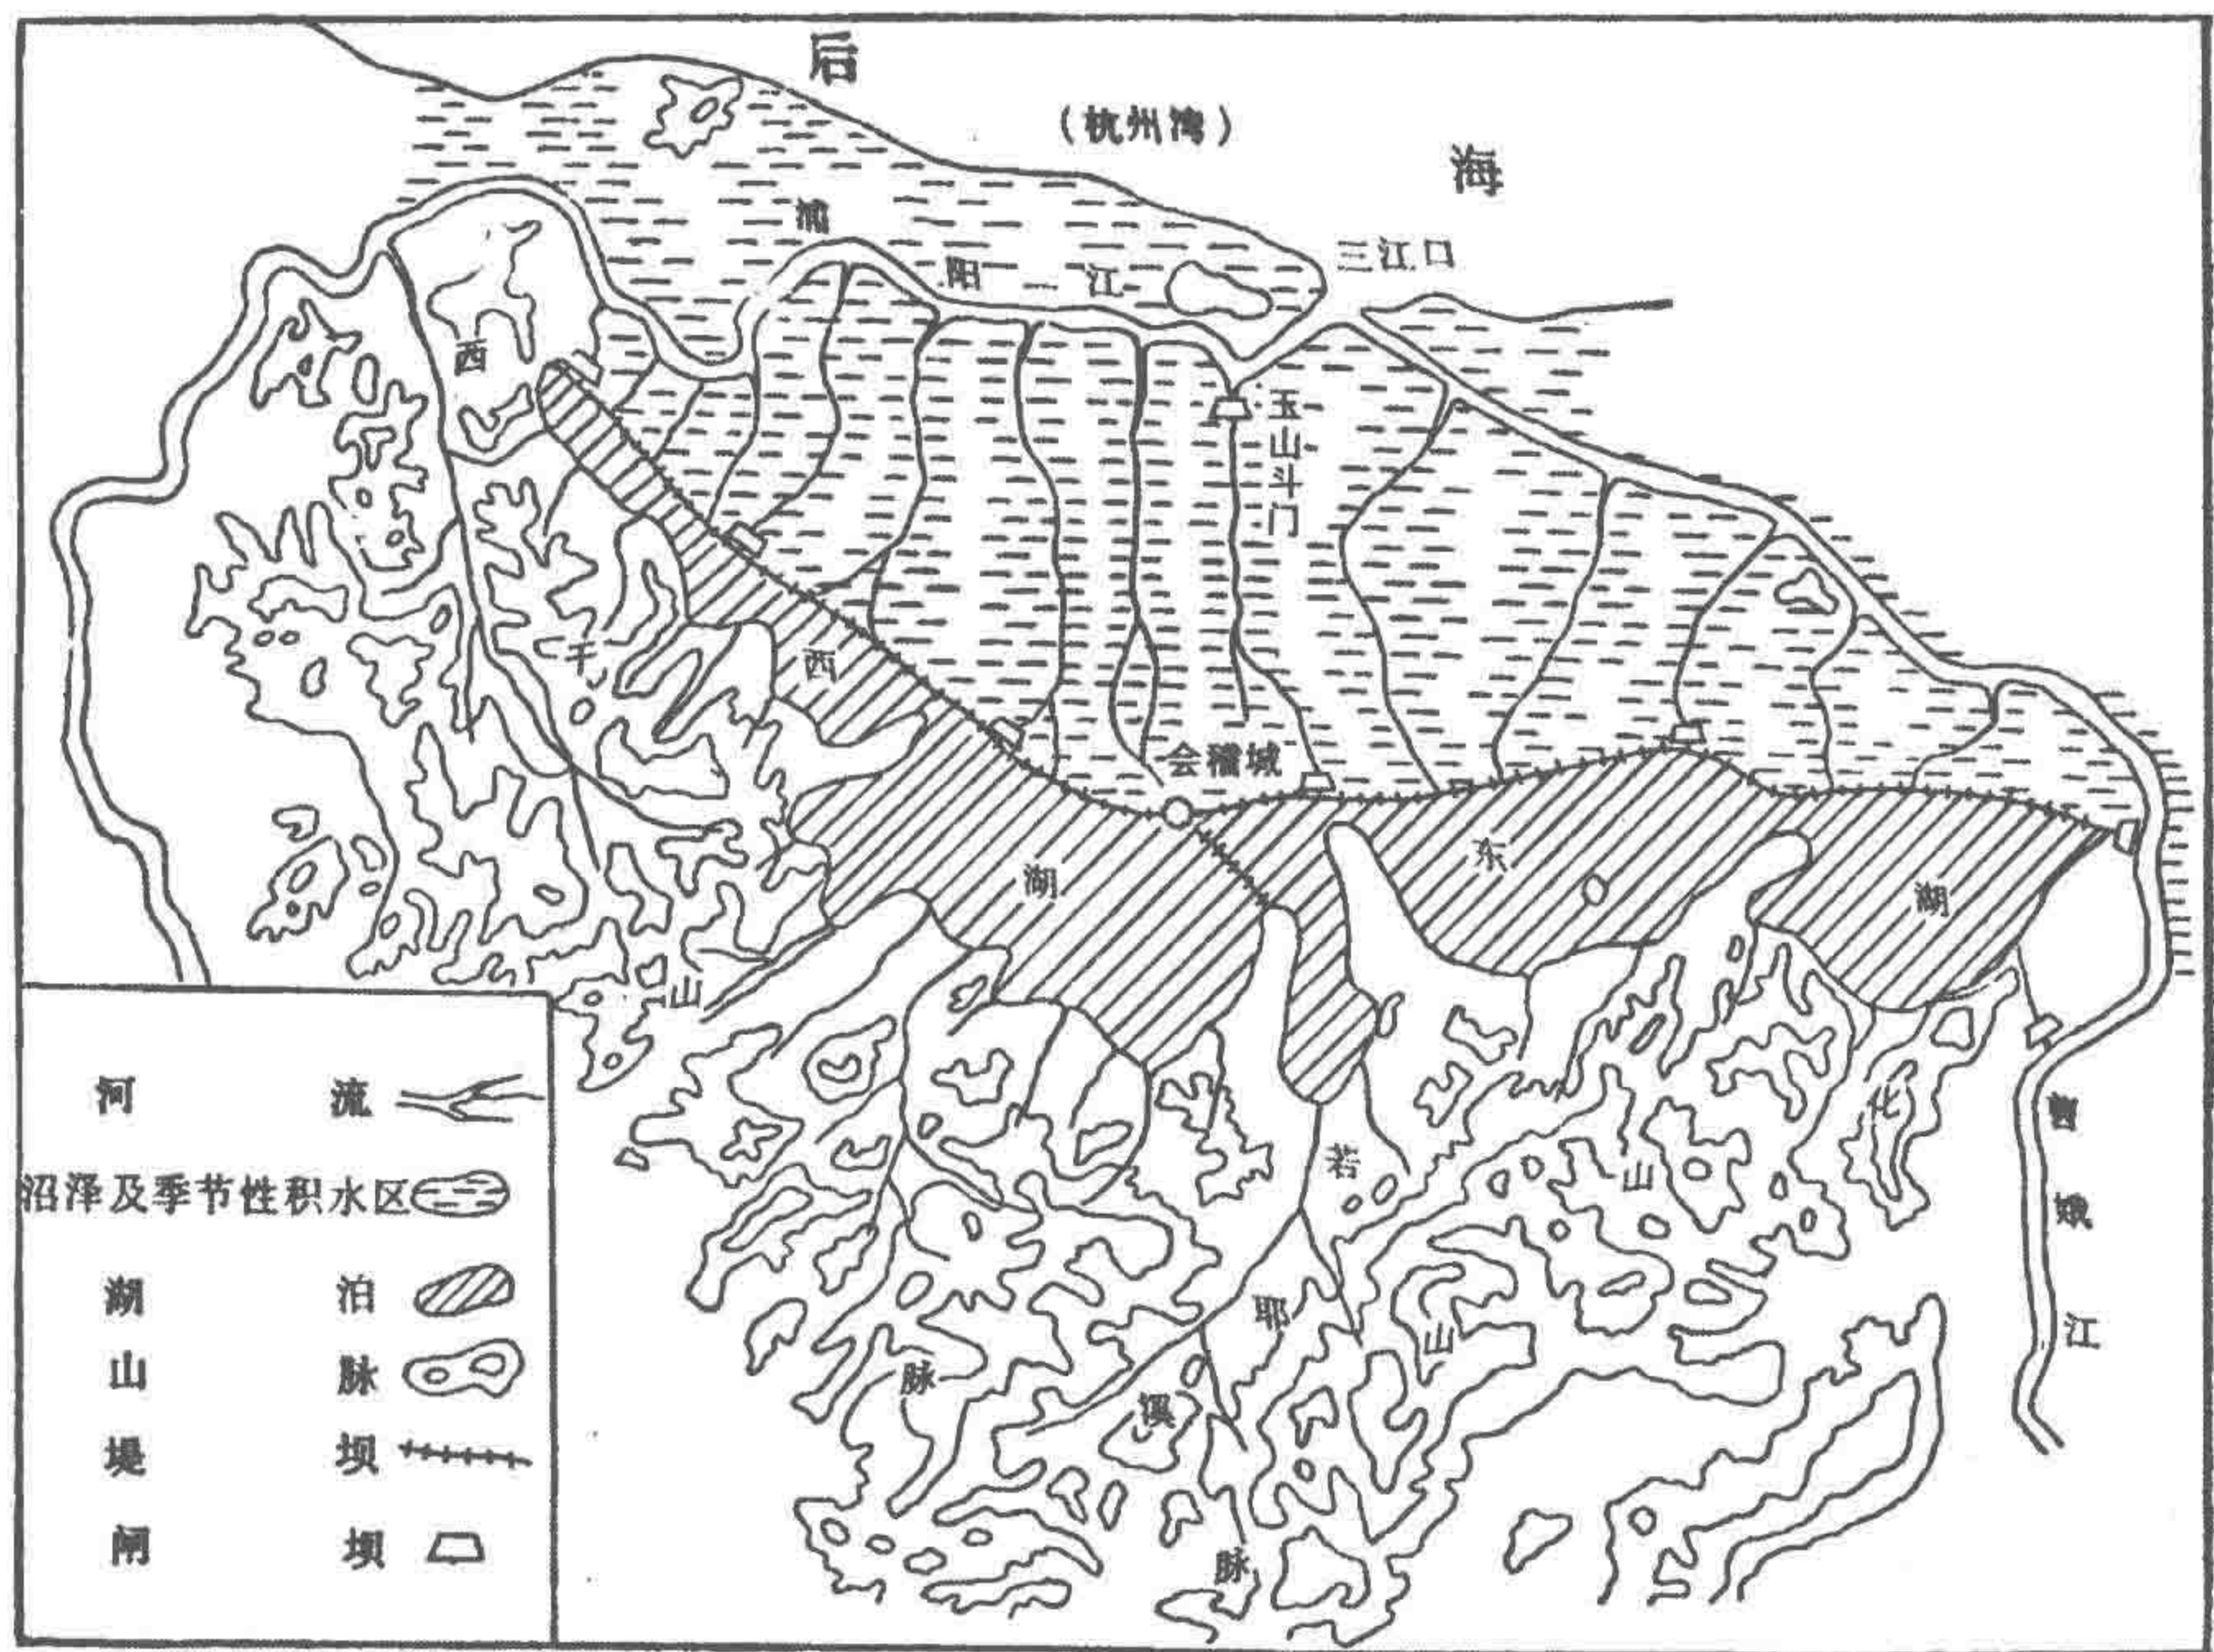 后
海
（杭州湾）
三江口
浦
阳
江
玉山斗门
西
干
山
脉
西
湖
会稽城
东
湖
若
耶
溪
化
山
山
脉
曹
娥
江
河 流
沼泽及季节性积水区
湖 泊
山 脉
堤 坝
闸 坝